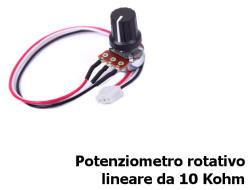 Potenziometro rotativo
lineare da 10 Kohm